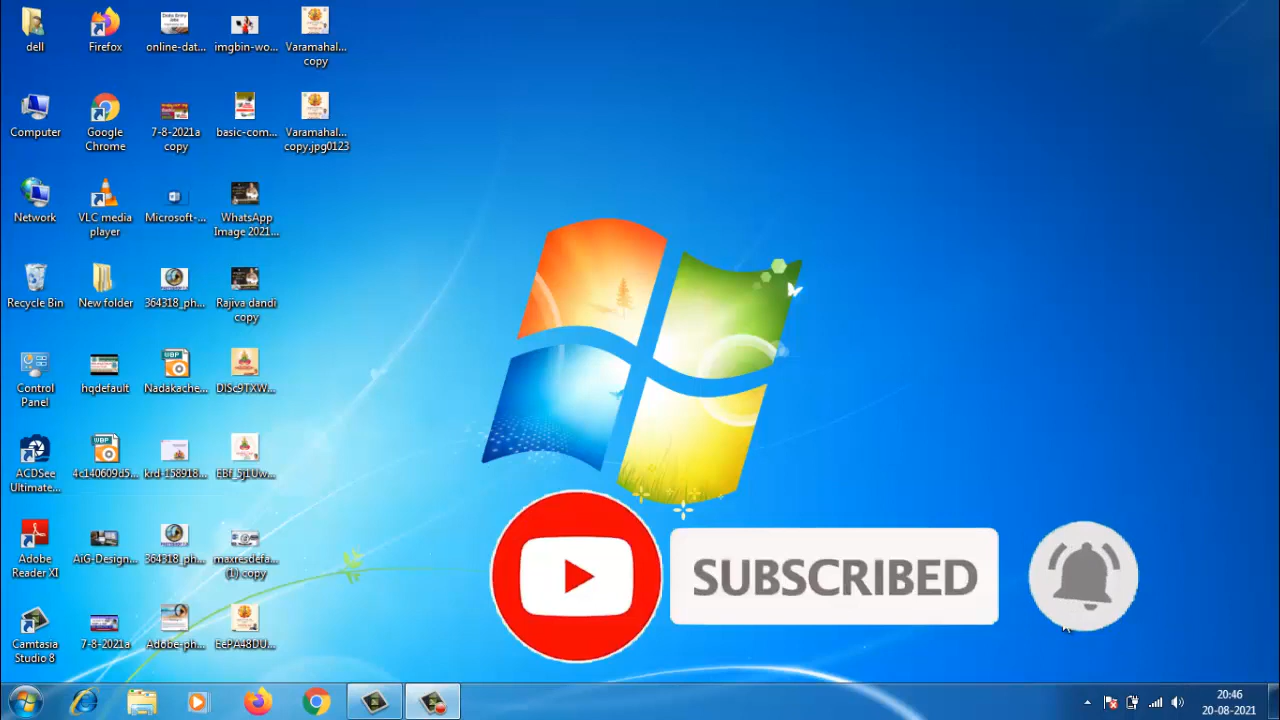 dell
Firefox
online-dat...
imgbin-wo...
Varamahal...
copy
Computer
Google
Chrome
7-8-2021a
copy
basic-com...
Varamahal...
copy.jpg0123
Network
VLC media
player
Microsoft-...
WhatsApp
Image 2021...
Recycle Bin
New folder
364318_ph...
Rajiva dandi
copy
Control
Panel
hqdefault
WBP
Nadakache...
ACDSee
Ultimate...
WBP
4c140609d5...
krd-158918...
Adobe
Reader XI
AiG-Design...
364318_ph...
maxresdefa...
(1) copy
Camtasia
Studio 8
7-8-2021a
Adobe-ph...
EePA48DU...
SUBSCRIBED
20:46
20-08-2021